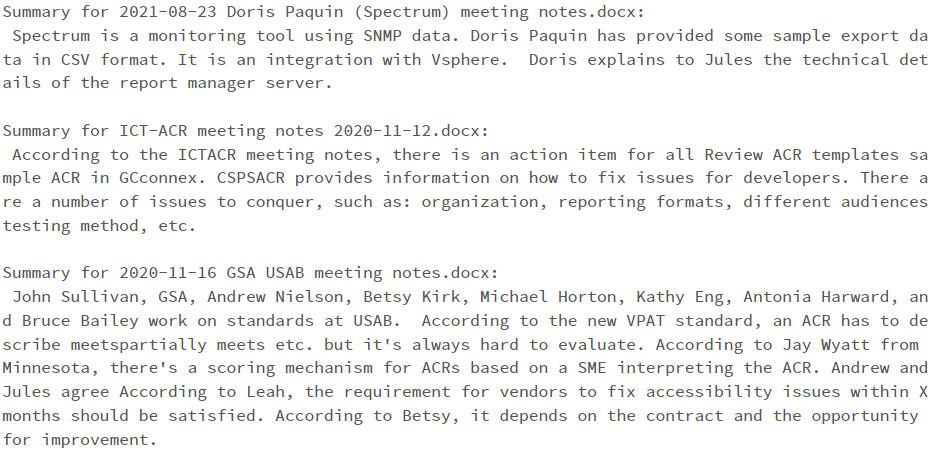 Summary for 2021-08-23 Doris Paquin (Spectrum) meeting notes.docx:
Spectrum is a monitoring tool using SNMP data. Doris Paquin has provided some sample export da
ta in CSV format. It is an integration with Vsphere.  Doris explains to Jules the technical det
ails of the report manager server.

Summary for ICT-ACR meeting notes 2020-11-12.docx:
According to the ICTACR meeting notes, there is an action item for all Review ACR templates sa
mple ACR in GCconnex. CSPSACR provides information on how to fix issues for developers. There a
re a number of issues to conquer, such as: organization, reporting formats, different audiences
testing method, etc.

Summary for 2020-11-16 GSA USAB meeting notes.docx:
John Sullivan, GSA, Andrew Nielson, Betsy Kirk, Michael Horton, Kathy Eng, Antonia Harward, an
d Bruce Bailey work on standards at USAB.  According to the new VPAT standard, an ACR has to de
scribe meetspartially meets etc. but it's always hard to evaluate. According to Jay Wyatt from
Minnesota, there's a scoring mechanism for ACRs based on a SME interpreting the ACR. Andrew and
Jules agree According to Leah, the requirement for vendors to fix accessibility issues within X
months should be satisfied. According to Betsy, it depends on the contract and the opportunity
for improvement.